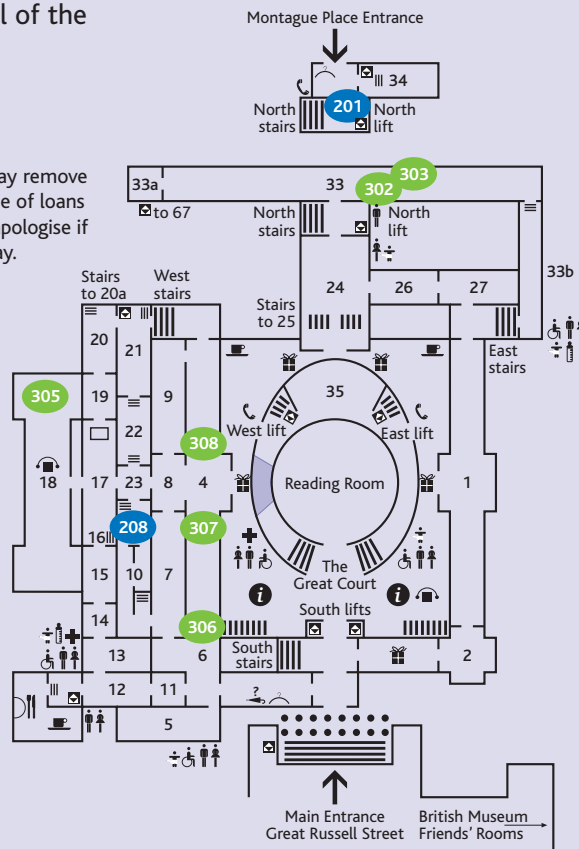 l of the
Montague Place Entrance
34
North
stairs
201
North
lift
ay remove
e of loans
apologise if
ay.
33a
33
302
303
to 67
North
stairs
North
lift
33b
Stairs
to 20a
West
stairs
24
26
27
Stairs
to 25
East
stairs
20
21
19
9
35
305
22
West lift
East lift
308
18
17
23
8
4
Reading Room
1
16
208
307
15
10
7
The
Great Court
i
i
South lifts
14
306
13
6
South
stairs
2
12
11
?
5
Main Entrance
Great Russell Street
British Museum
Friends' Rooms